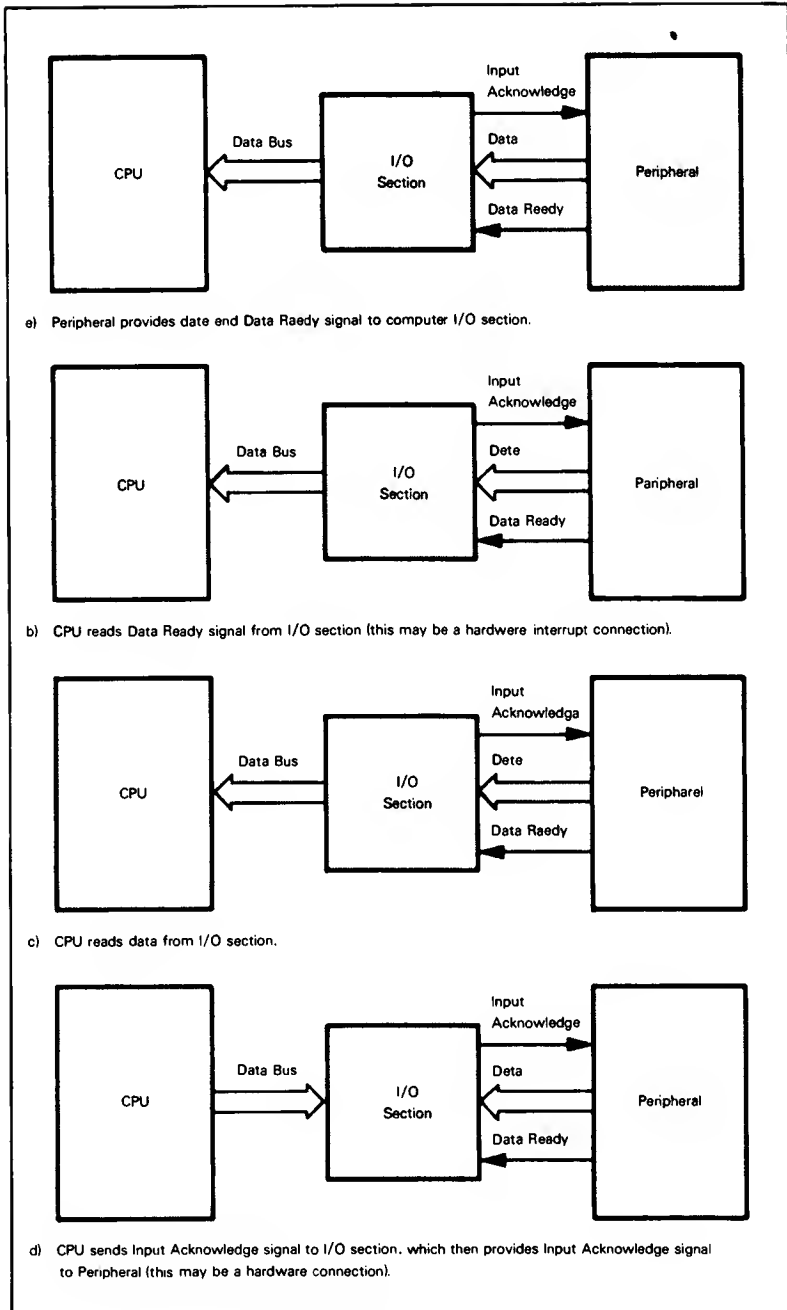 Input
Acknowledge
Data Bus
Data
CPU
I/O
Section
Peripheral
Data Reedy
e) Peripheral provides date end Data Raedy signal to computer I/O section.
Input
Acknowledge
Data Bus
Dete
CPU
I/O
Section
Paripheral
Data Ready
b) CPU reads Data Ready signal from I/O section (this may be a hardwere interrupt connection).
Input
Acknowledga
Data Bus
Dete
CPU
I/O
Section
Peripharel
Data Raady
c) CPU reads data from I/O section.
Input
Acknowledge
Data Bus
Deta
CPU
I/O
Section
Peripheral
Data Ready
d) CPU sends Input Acknowledge signal to I/O section. which then provides Input Acknowledge signal
to Peripheral (this may be a hardware connection).